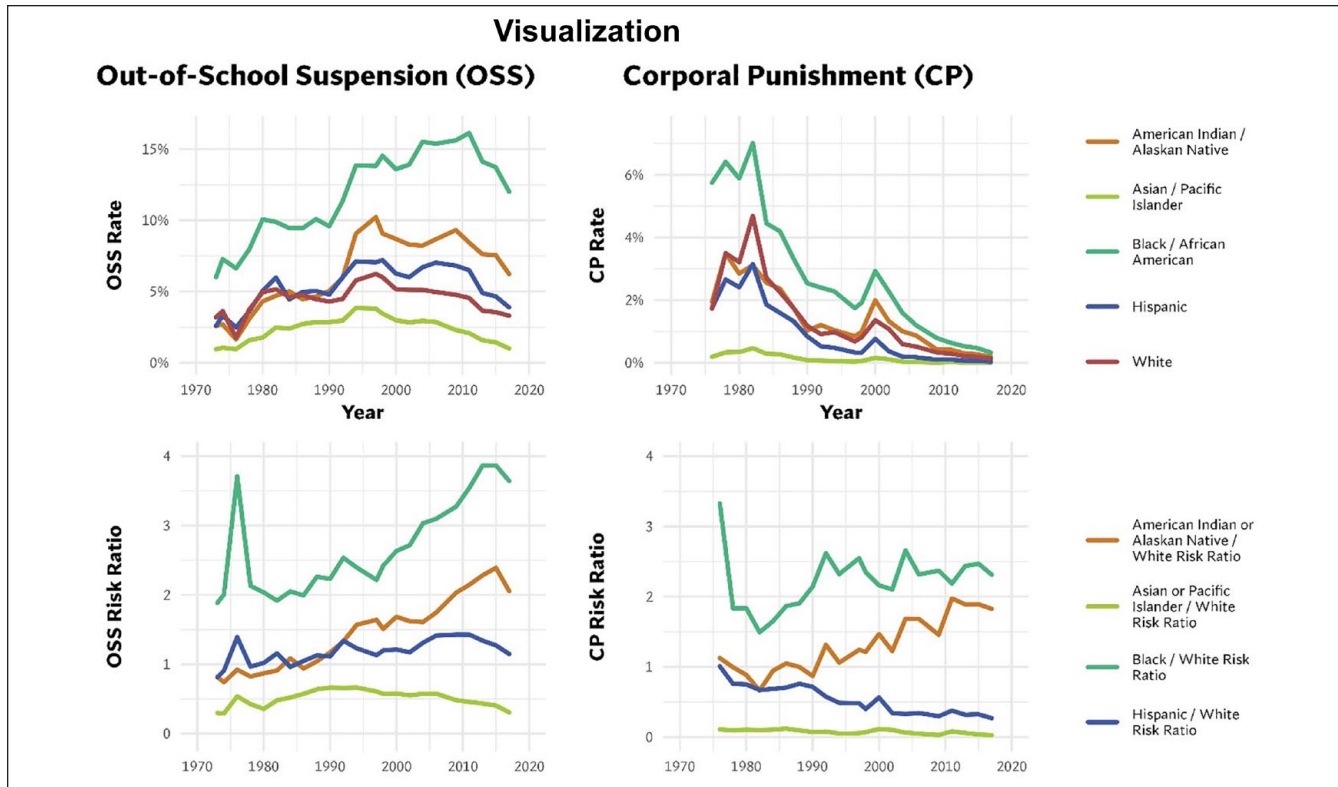 Visualization
Out-of-School Suspension (OSS)
Corporal Punishment (CP)
OSS Rate
15%
10%
5%
0%
1970 1980 1990 2000 2010 2020
Year
CP Rate
6%
4%
2%
0%
1970 1980 1990 2000 2010 2020
Year
American Indian /
Alaskan Native
Asian / Pacific
Islander
Black / African
American
Hispanic
White
OSS Risk Ratio
4
3
2
1
0
1970 1980 1990 2000 2010 2020
CP Risk Ratio
4
3
2
1
0
1970 1980 1990 2000 2010 2020
American Indian or
Alaskan Native /
White Risk Ratio
Asian or Pacific
Islander / White
Risk Ratio
Black / White Risk
Ratio
Hispanic / White
Risk Ratio